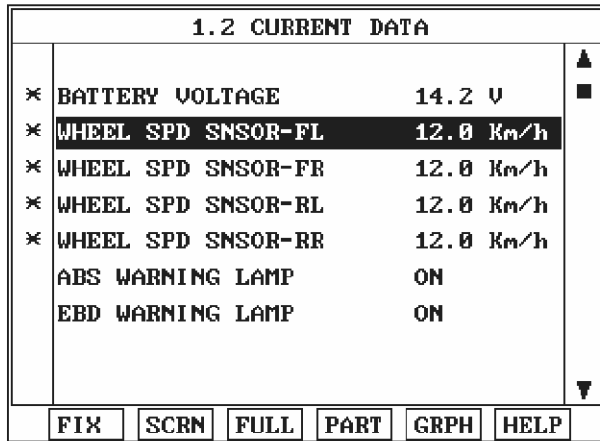 1.2 CURRENT DATA
* BATTERY VOLTAGE 14.2 V
* WHEEL SPD SNSOR-FL 12.0 Km/h
* WHEEL SPD SNSOR-FR 12.0 Km/h
* WHEEL SPD SNSOR-RL 12.0 Km/h
* WHEEL SPD SNSOR-RR 12.0 Km/h
ABS WARNING LAMP ON
EBD WARNING LAMP ON
FIX SCRN FULL PART GRPH HELP